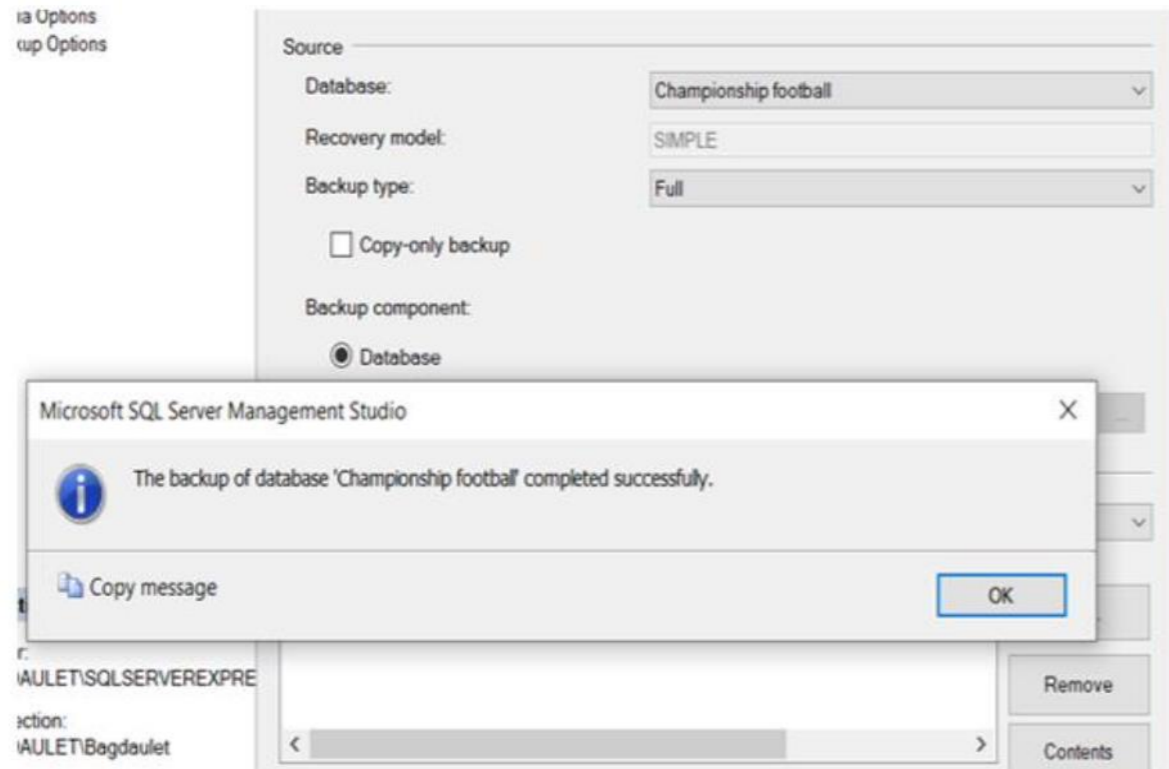 ia Options
kup Options
Source
Database:
Championship football
Recovery model:
SIMPLE
Backup type:
Full
Copy-only backup
Backup component:
Database
Microsoft SQL Server Management Studio
The backup of database 'Championship football' completed successfully.
Copy message
OK
r:
AULET\SQLSERVEREXPRE
ection:
AULET\Bagdaulet
Remove
Contents